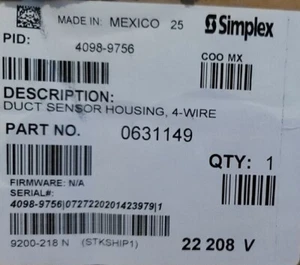 MADE IN: MEXICO 25 Simplex
PID: 4098-9756
COO MX
DESCRIPTION:
DUCT SENSOR HOUSING, 4-WIRE
PART NO. 0631149
QTY: 1
FIRMWARE: N/A
SERIAL#:
4098-9756|0727220201423979|1
9200-218 N (STKSHIP1) 22 208 V